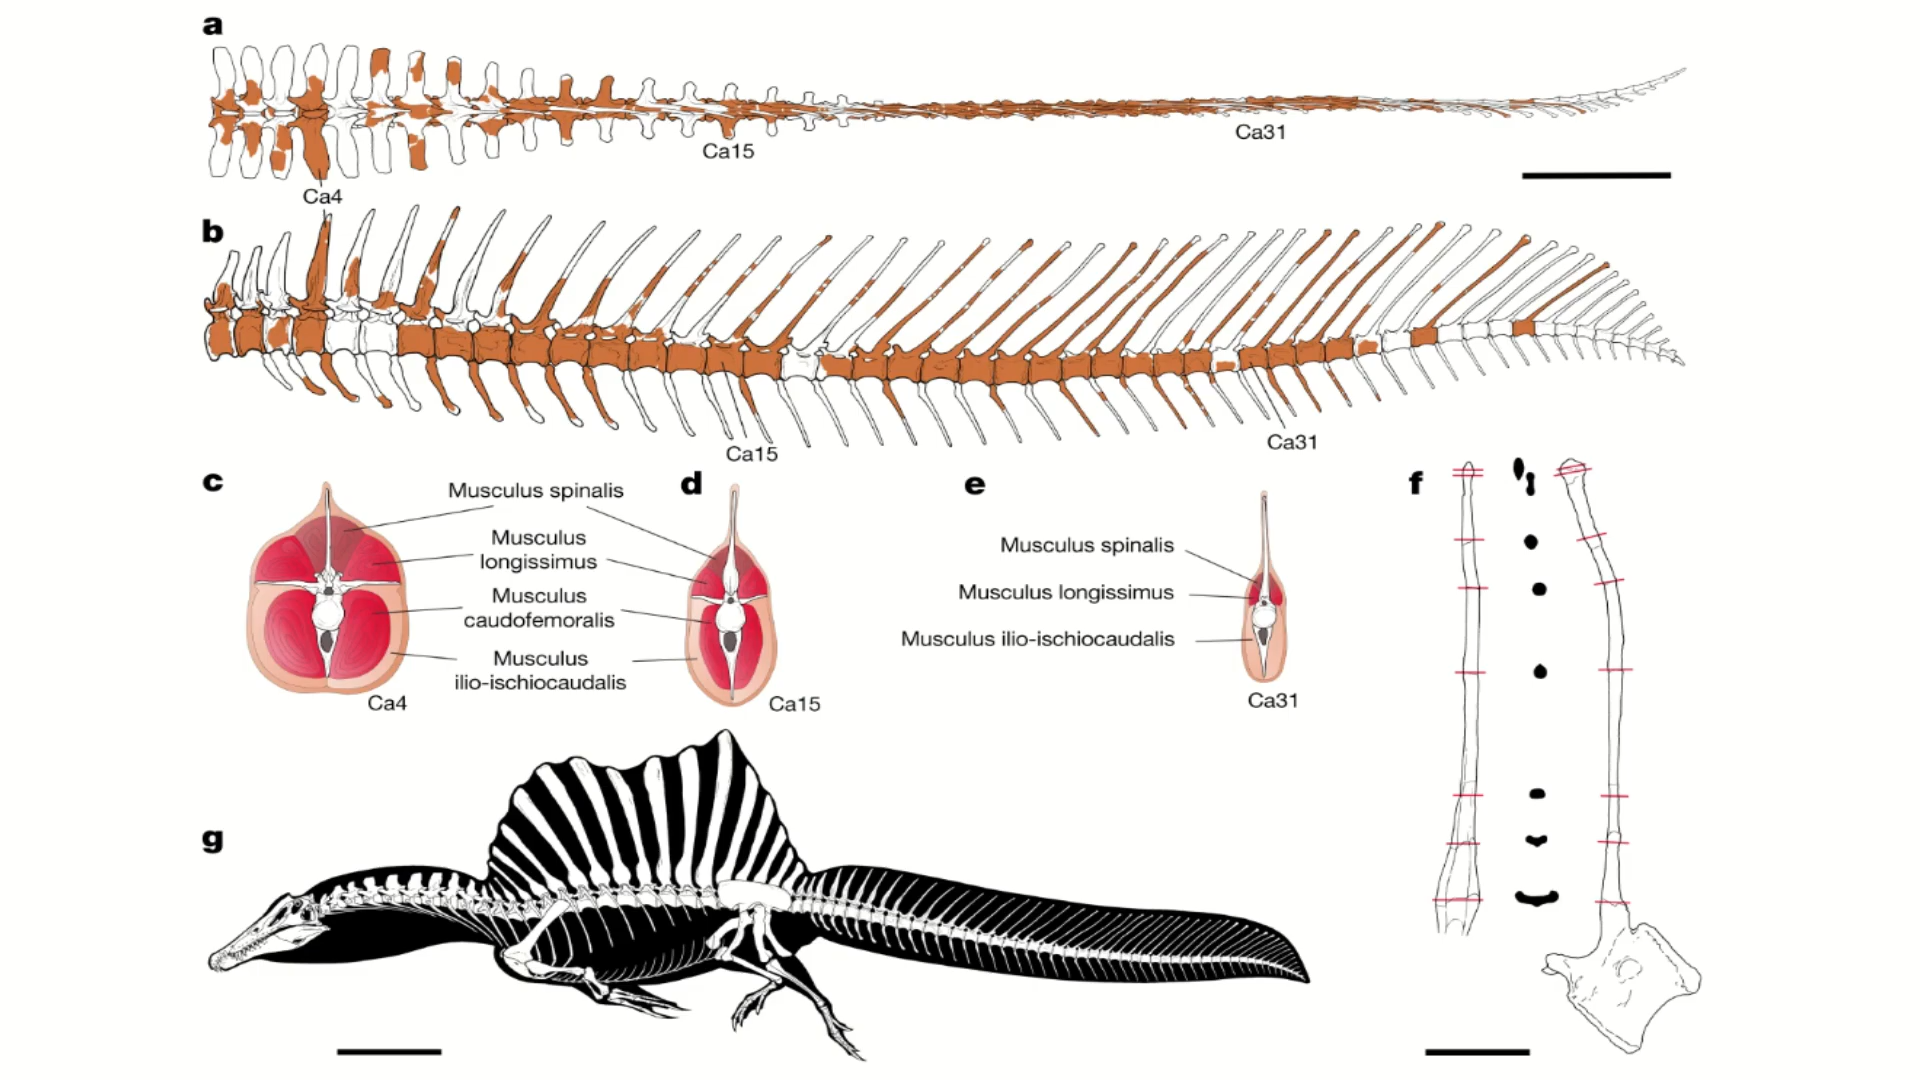 a
Ca15
Ca31
Ca4
b
Ca15
Ca31
c
Musculus spinalis
Musculus
longissimus
Musculus
caudofemoralis
Musculus
ilio-ischiocaudalis
Ca4
d
Ca15
e
Musculus spinalis
Musculus longissimus
Musculus ilio-ischiocaudalis
Ca31
f
g